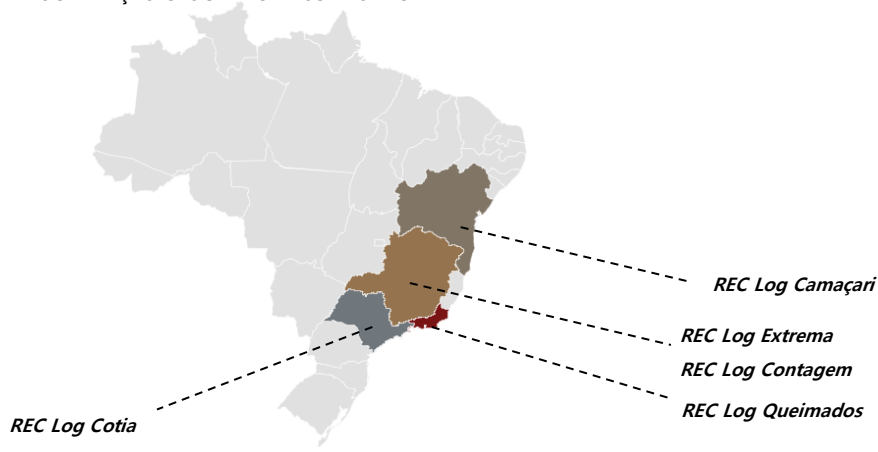 REC Log Camaçari
REC Log Extrema
REC Log Contagem
REC Log Queimados
REC Log Cotia